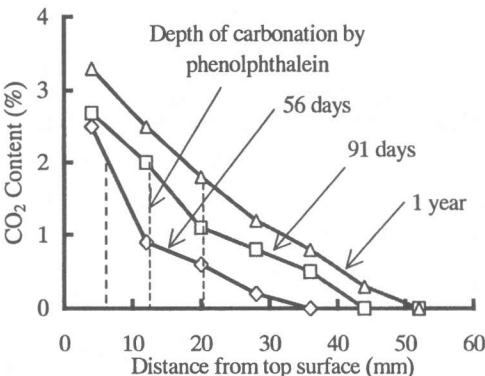 4
3
2
1
0
CO₂ Content (%)
Depth of carbonation by
phenolphthalein
56 days
91 days
1 year
0 10 20 30 40 50 60
Distance from top surface (mm)